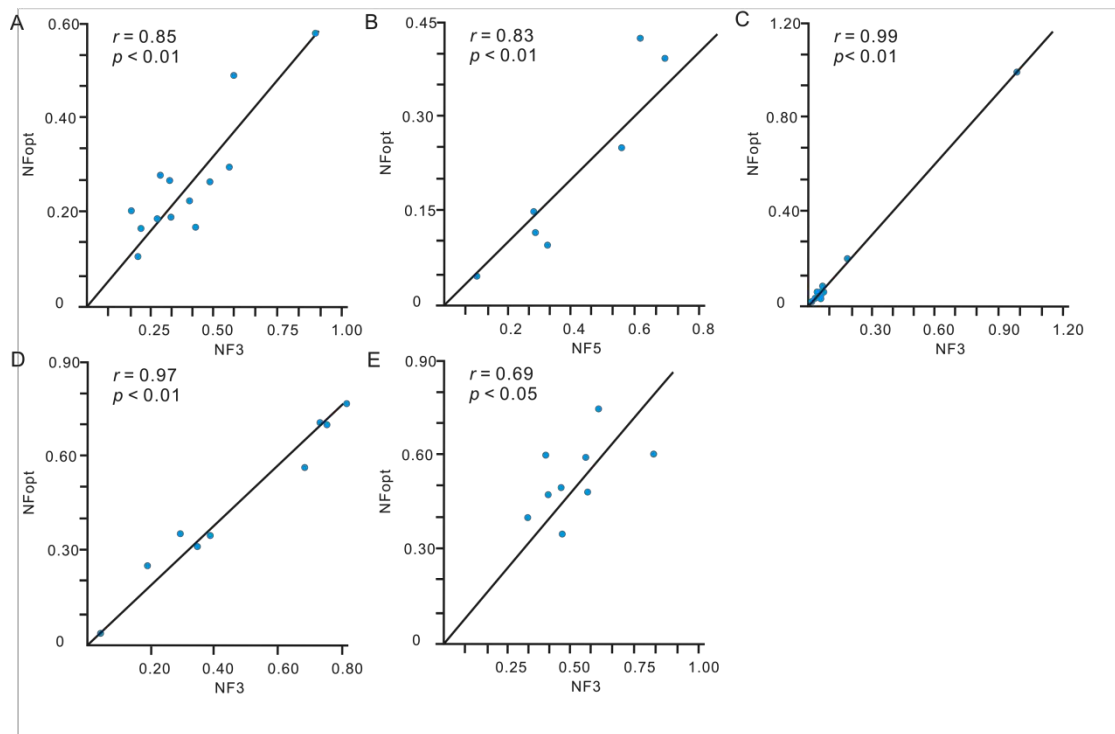 A
r = 0.85
p < 0.01
0.60
0.40
0.20
0
NFopt
0.25
0.50
0.75
1.00
NF3
B
r = 0.83
p < 0.01
0.45
0.30
0.15
0
NFopt
0.2
0.4
0.6
0.8
NF5
C
r = 0.99
p< 0.01
1.20
0.80
0.40
0
NFopt
0.30
0.60
0.90
1.20
NF3
D
r = 0.97
p < 0.01
0.90
0.60
0.30
0
NFopt
0.20
0.40
0.60
0.80
NF3
E
r = 0.69
p < 0.05
0.90
0.60
0.30
0
NFopt
0.25
0.50
0.75
1.00
NF3